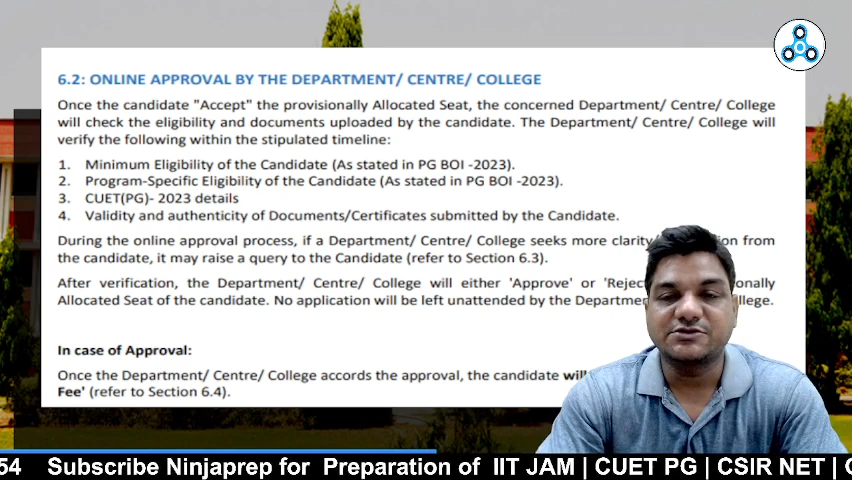 6.2: ONLINE APPROVAL BY THE DEPARTMENT/ CENTRE/ COLLEGE
Once the candidate "Accept" the provisionally Allocated Seat, the concerned Department/ Centre/ College
will check the eligibility and documents uploaded by the candidate. The Department/ Centre/ College will
verify the following within the stipulated timeline:
1. Minimum Eligibility of the Candidate (As stated in PG BOI -2023).
2. Program-Specific Eligibility of the Candidate (As stated in PG BOI -2023).
3. CUET(PG)- 2023 details
4. Validity and authenticity of Documents/Certificates submitted by the Candidate.
During the online approval process, if a Department/ Centre/ College seeks more clarity/ from
the candidate, it may raise a query to the Candidate (refer to Section 6.3).
After verification, the Department/ Centre/ College will either 'Approve' or 'Reject
Allocated Seat of the candidate. No application will be left unattended by the
In case of Approval:
Once the Department/ Centre/ College accords the approval, the candidate will
Fee' (refer to Section 6.4).
54 Subscribe Ninjaprep for Preparation of IIT JAM | CUET PG | CSIR NET |